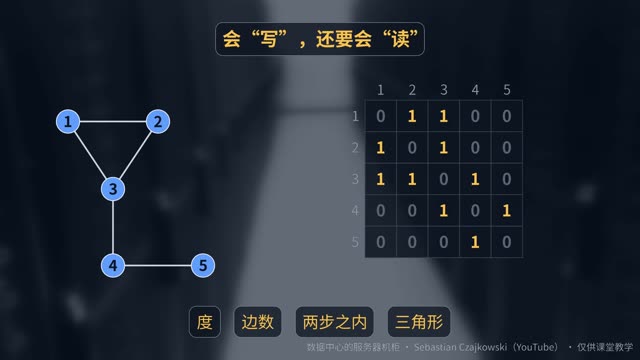 会“写”，还要会“读”
1 2 3 4 5
1 0 1 1 0 0
2 1 0 1 0 0
3 1 1 0 1 0
4 0 0 1 0 1
5 0 0 0 1 0
1 2
3
4 5
度 边数 两步之内 三角形
数据中心的服务器机柜 · Sebastian Czajkowski（YouTube） · 仅供课堂教学